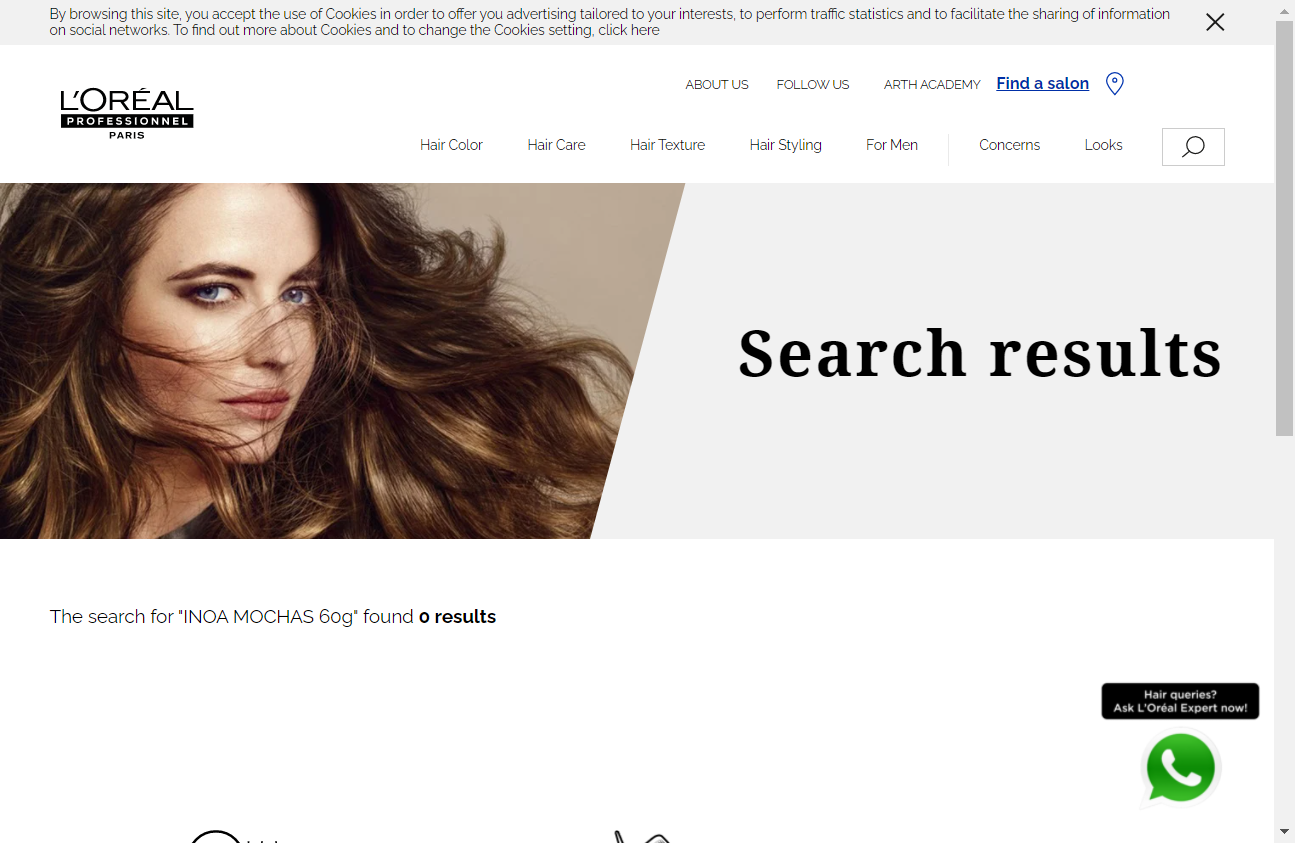 By browsing this site, you accept the use of Cookies in order to offer you advertising tailored to your interests, to perform traffic statistics and to facilitate the sharing of information
on social networks. To find out more about Cookies and to change the Cookies setting, click here
ABOUT US FOLLOW US ARTH ACADEMY Find a salon
L'ORÉAL
PROFESSIONNEL
PARIS
Hair Color Hair Care Hair Texture Hair Styling For Men Concerns Looks
Search results
The search for "INOA MOCHAS 60g" found 0 results
Hair queries?
Ask L'Oréal Expert now!